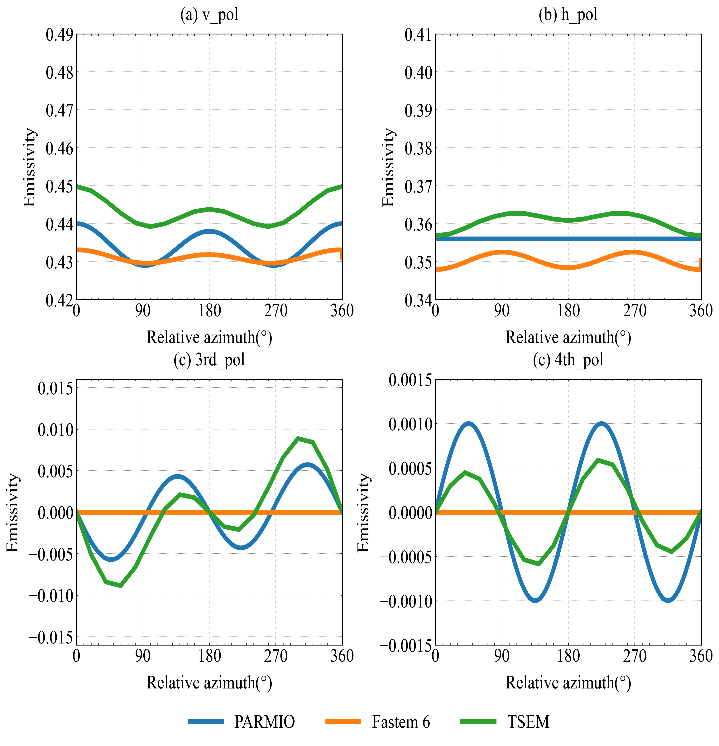 (a) v_pol
(b) h_pol
0.49
0.48
0.47
0.46
0.45
0.44
0.43
0.42
Emissivity
0 90 180 270 360
Relative azimuth(°)
0.41
0.40
0.39
0.38
0.37
0.36
0.35
0.34
Emissivity
0 90 180 270 360
Relative azimuth(°)
(c) 3rd_pol
(c) 4th_pol
0.015
0.010
0.005
0.000
−0.005
−0.010
−0.015
Emissivity
0 90 180 270 360
Relative azimuth(°)
0.0015
0.0010
0.0005
0.0000
−0.0005
−0.0010
−0.0015
Emissivity
0 90 180 270 360
Relative azimuth(°)
PARMIO Fastem 6 TSEM